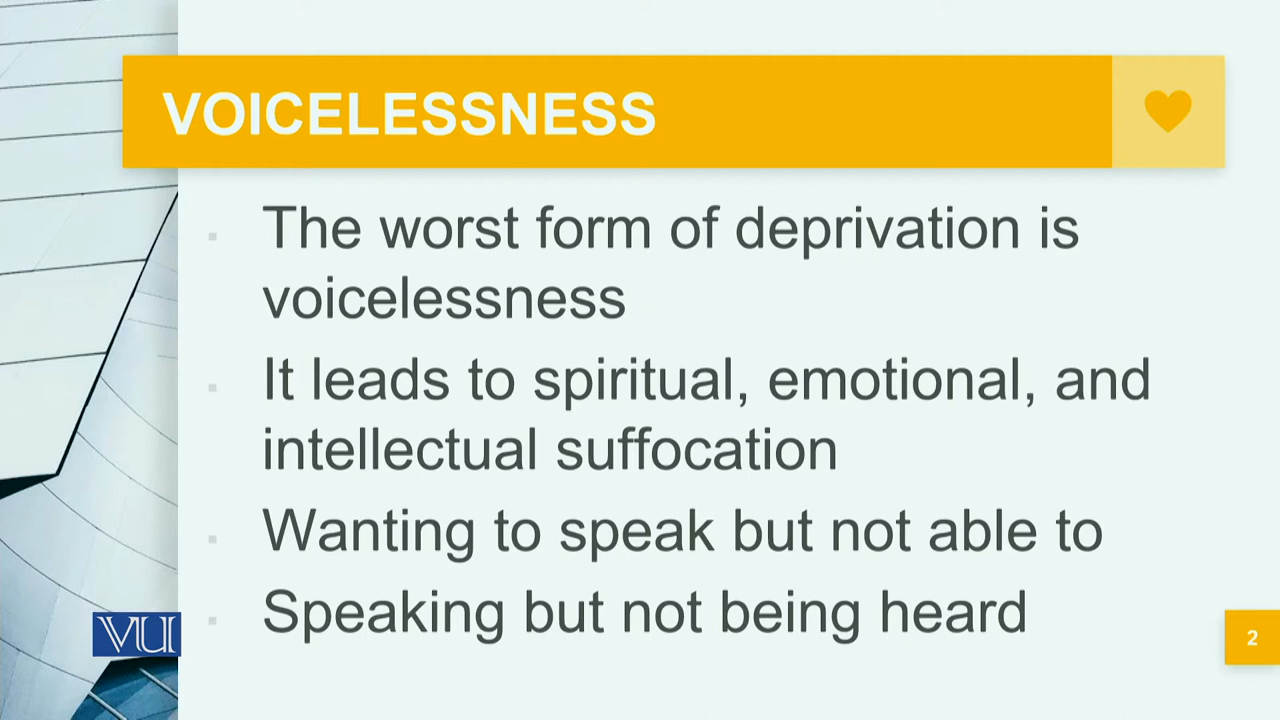 VOICELESSNESS
The worst form of deprivation is
voicelessness
It leads to spiritual, emotional, and
intellectual suffocation
Wanting to speak but not able to
Speaking but not being heard
VU
2